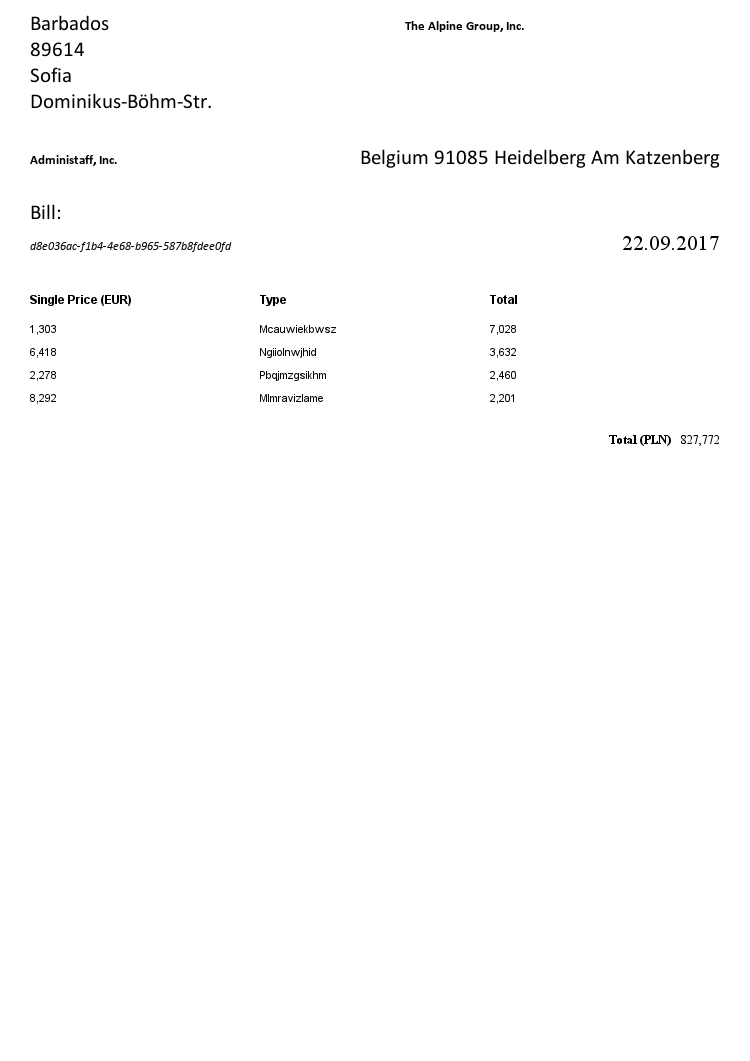 Barbados
The Alpine Group, Inc.
89614
Sofia
Dominikus-Böhm-Str.
Administaff, Inc.
Belgium 91085 Heidelberg Am Katzenberg
Bill:
d8e036ac-f1b4-4e68-b965-587b8fdee0fd
22.09.2017
Single Price (EUR) Type Total
1,303 Mcauwiekbwsz 7,028
6,418 Ngiiolnwjhid 3,632
2,278 Pbqjmzgsikhm 2,460
8,292 Mlmravizlame 2,201
Total (PLN) 827,772